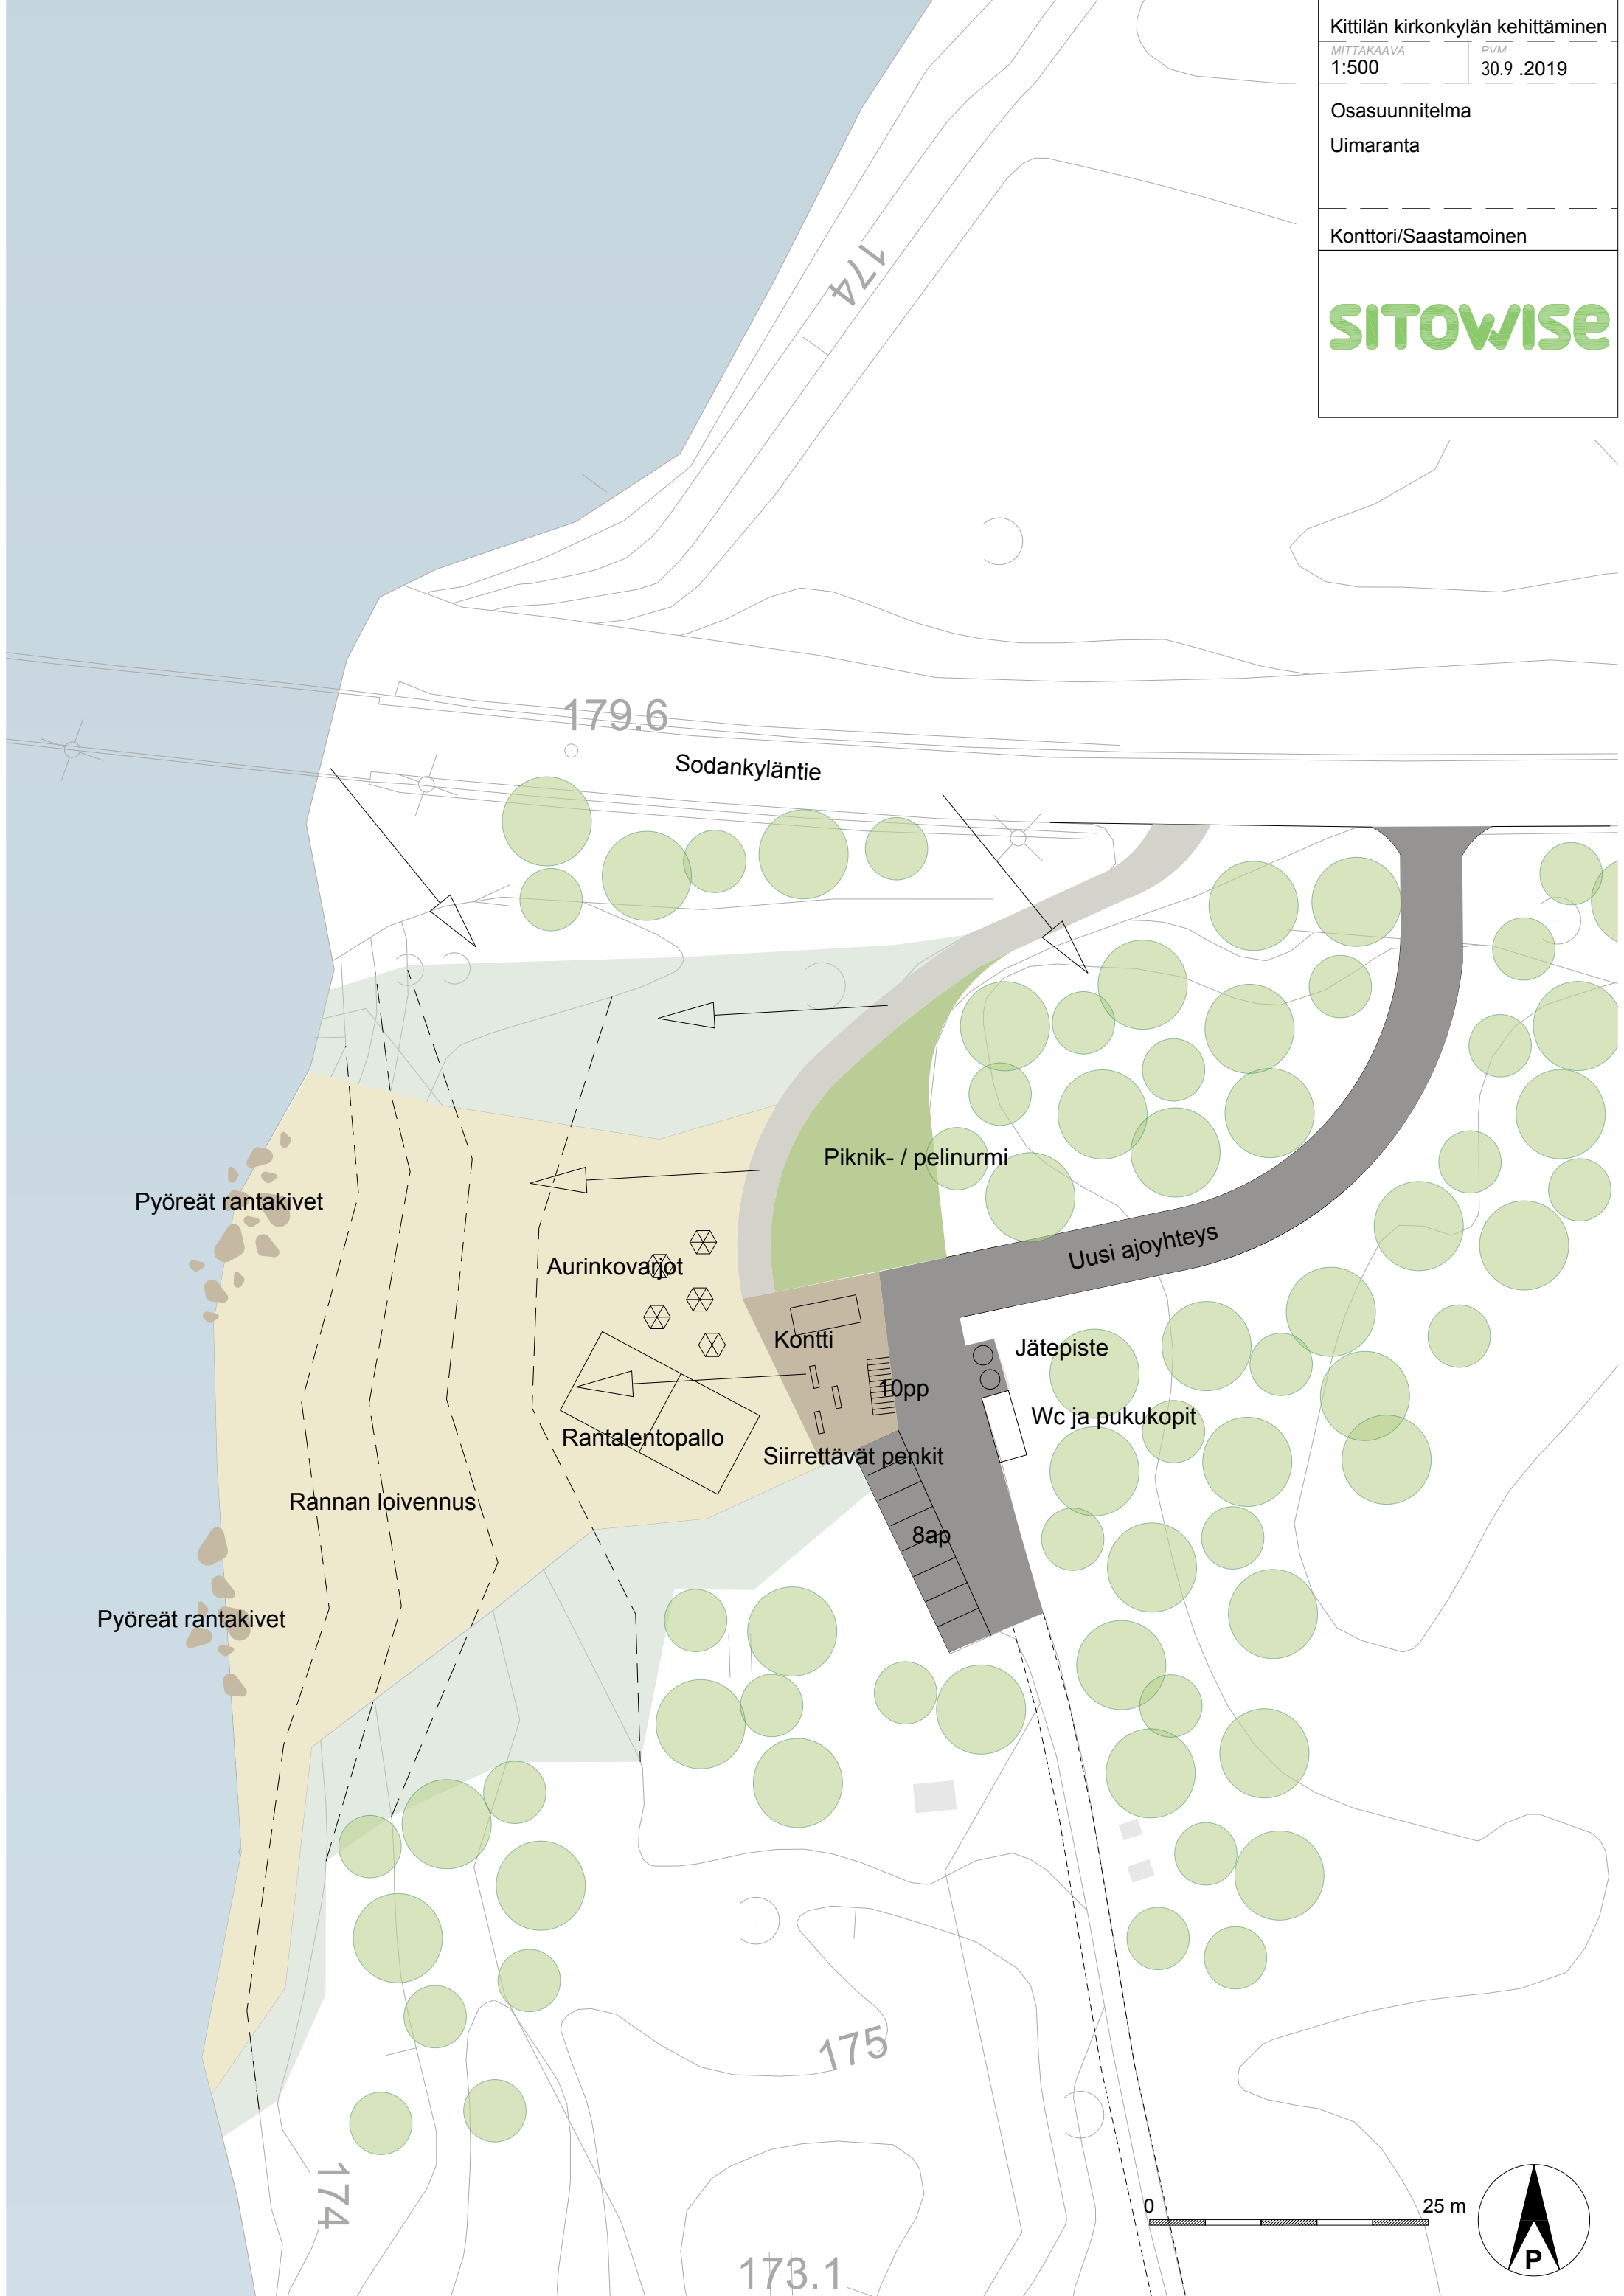 Kittilän kirkonkylän kehittäminen
MITTAKAAVA
1:500
PVM
30.9 .2019
Osasuunnitelma
Uimaranta
Konttori/Saastamoinen
SITOWISE
174
179.6
Sodankyläntie
Piknik- / pelinurmi
Pyöreät rantakivet
Uusi ajoyhteys
Aurinkovarjot
Kontti
Jätepiste
10pp
Wc ja pukukopit
Rantalentopallo
Siirrettävät penkit
Rannan loivennus
8ap
Pyöreät rantakivet
175
174
0
25 m
173.1
P